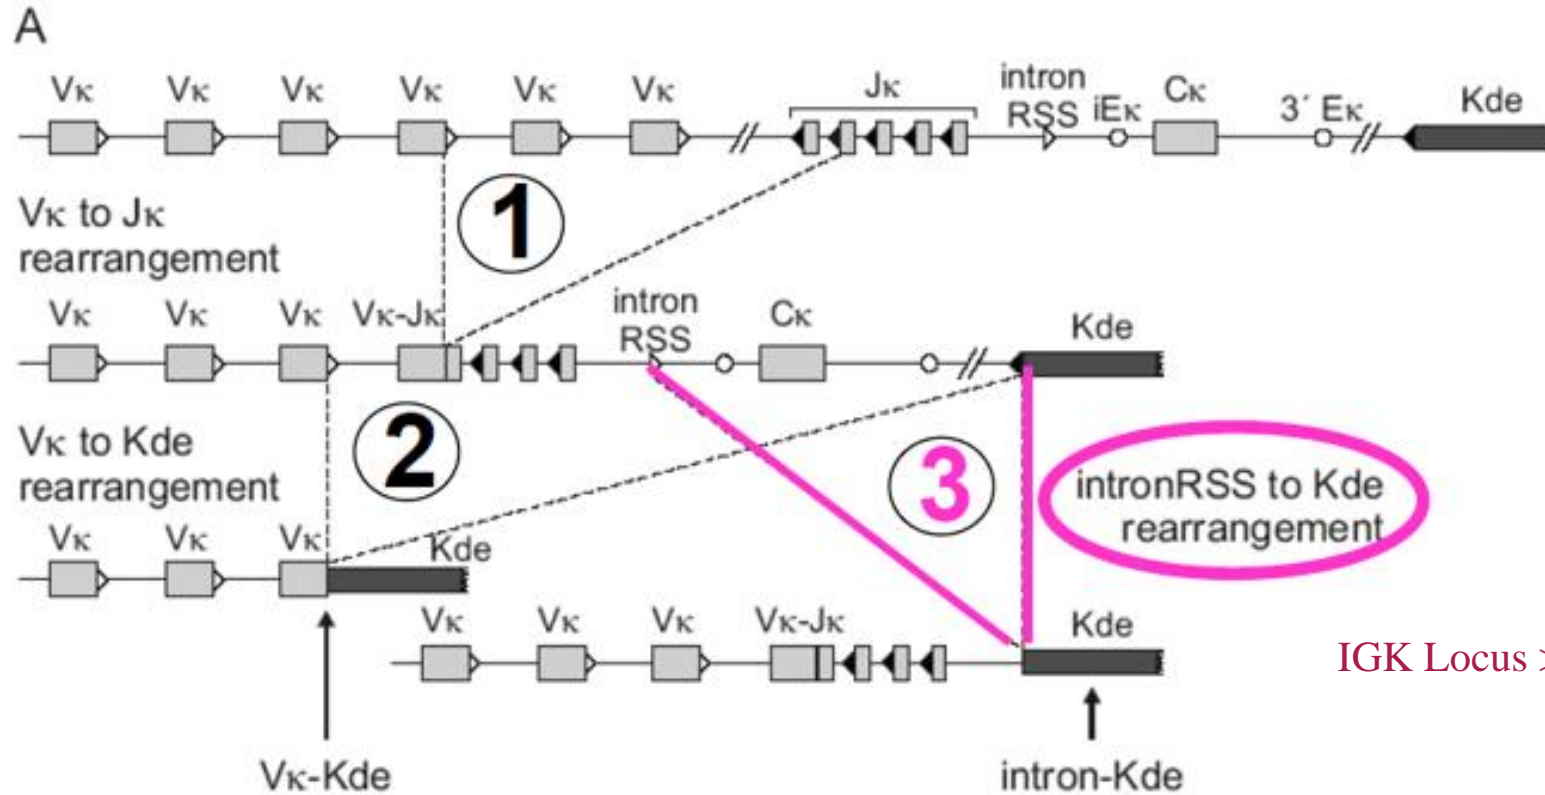 A
Vκ Vκ Vκ Vκ Vκ Vκ Jκ intron RSS iEκ Cκ 3´ Eκ Kde
Vκ to Jκ
rearrangement
1
Vκ Vκ Vκ Vκ-Jκ intron RSS Cκ Kde
Vκ to Kde
rearrangement
2
3
intronRSS to Kde
rearrangement
Vκ Vκ Vκ Kde
Vκ Vκ Vκ Vκ-Jκ Kde
IGK Locus >
Vκ-Kde
intron-Kde